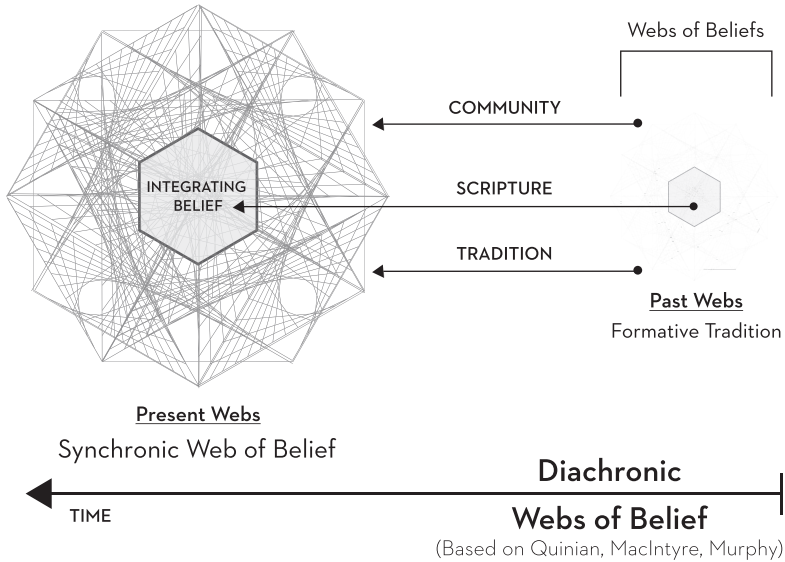 Webs of Beliefs
COMMUNITY
INTEGRATING
BELIEF
SCRIPTURE
TRADITION
Past Webs
Formative Tradition
Present Webs
Synchronic Web of Belief
Diachronic
TIME
Webs of Belief
(Based on Quinian, MacIntyre, Murphy)